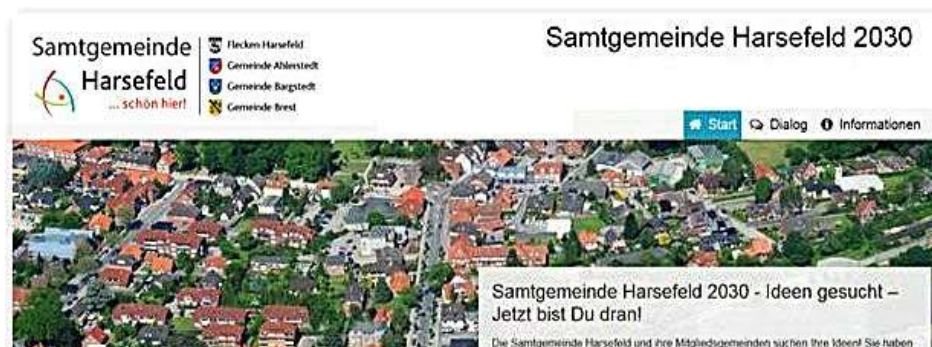 Samtgemeinde
Harsefeld
... schön hier!
Flecken Harsefeld
Gemeinde Ahlerstedt
Gemeinde Bargstedt
Gemeinde Brest
Samtgemeinde Harsefeld 2030
Start Dialog Informationen
Samtgemeinde Harsefeld 2030 - Ideen gesucht –
Jetzt bist Du dran!
Die Samtgemeinde Harsefeld und ihre Mitgliedsgemeinden suchen Ihre Ideen! Sie haben